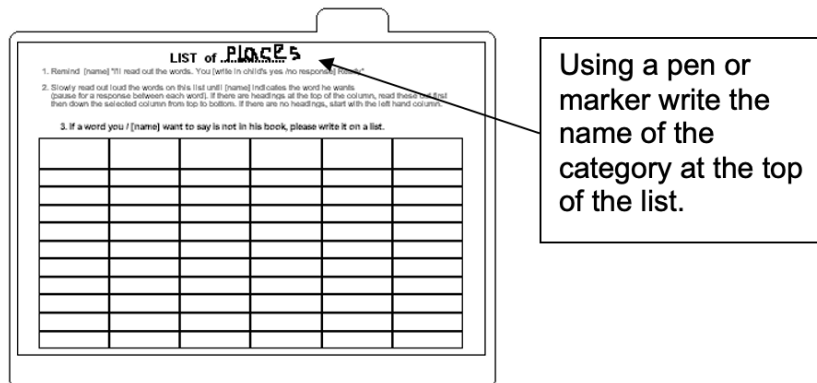 LIST of ................ Places
1. Remind [name] "I'll read out the words. You [write in child's yes /no response] Ready"
2. Slowly read out loud the words on this list until [name] indicates the word he wants
(pause for a response between each word). If there are headings at the top of the column, read these out first
then down the selected column from top to bottom. If there are no headings, start with the left hand column.
3. If a word you / [name] want to say is not in his book, please write it on a list.
Using a pen or
marker write the
name of the
category at the top
of the list.